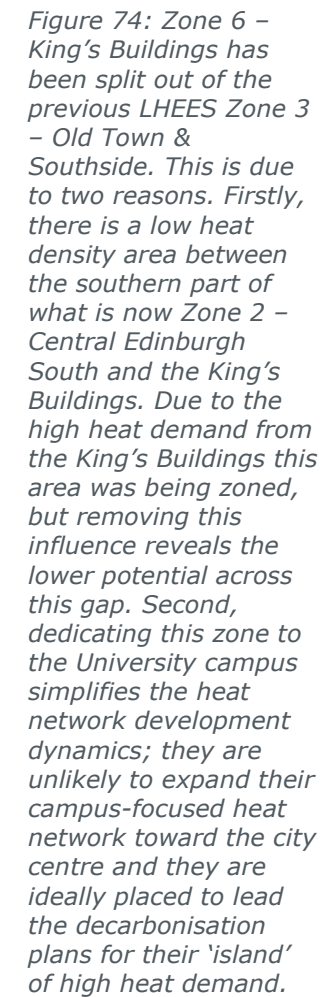 Figure 74: Zone 6 –
King’s Buildings has
been split out of the
previous LHEES Zone 3
– Old Town &
Southside. This is due
to two reasons. Firstly,
there is a low heat
density area between
the southern part of
what is now Zone 2 –
Central Edinburgh
South and the King’s
Buildings. Due to the
high heat demand from
the King’s Buildings this
area was being zoned,
but removing this
influence reveals the
lower potential across
this gap. Second,
dedicating this zone to
the University campus
simplifies the heat
network development
dynamics; they are
unlikely to expand their
campus-focused heat
network toward the city
centre and they are
ideally placed to lead
the decarbonisation
plans for their ‘island’
of high heat demand.